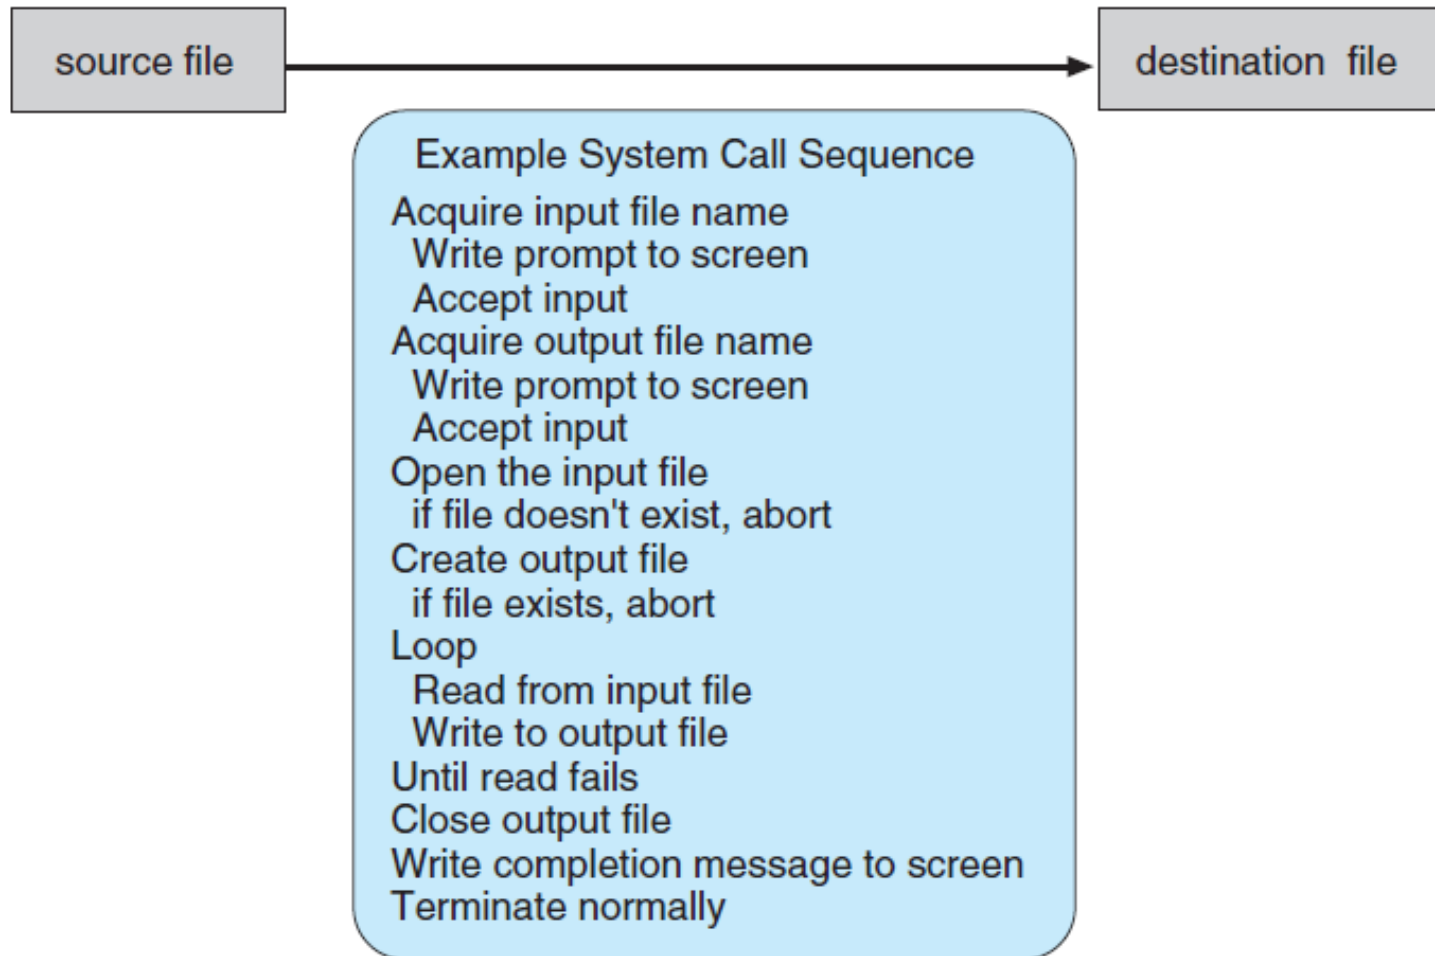 source file
destination file
Example System Call Sequence
Acquire input file name
Write prompt to screen
Accept input
Acquire output file name
Write prompt to screen
Accept input
Open the input file
if file doesn't exist, abort
Create output file
if file exists, abort
Loop
Read from input file
Write to output file
Until read fails
Close output file
Write completion message to screen
Terminate normally